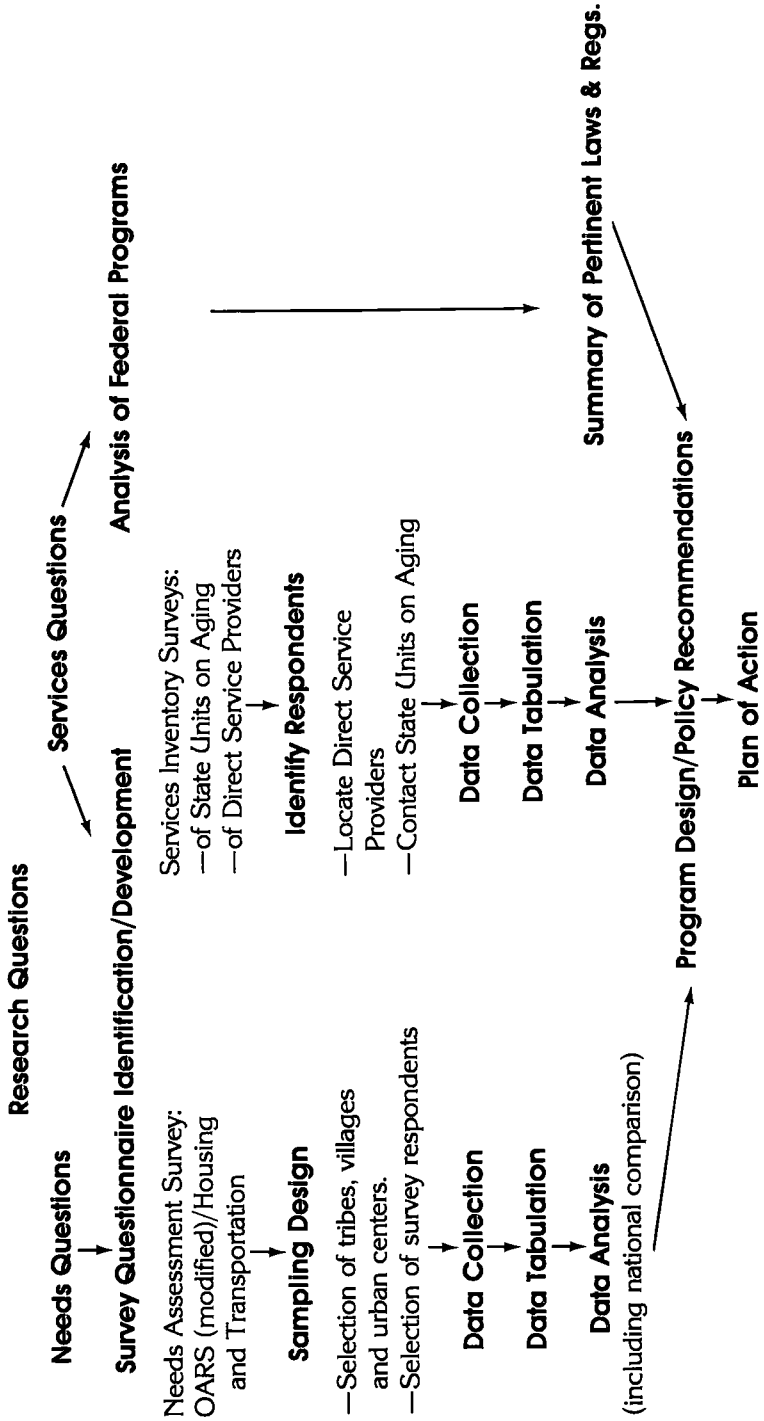 Research Questions
Needs Questions
Services Questions
Survey Questionnaire Identification/Development
Analysis of Federal Programs
Needs Assessment Survey:
OARS (modified)/Housing
and Transportation
Sampling Design
—Selection of tribes, villages
and urban centers.
—Selection of survey respondents
Data Collection
Data Tabulation
Data Analysis
(including national comparison)
Services Inventory Surveys:
—of State Units on Aging
—of Direct Service Providers
Identify Respondents
—Locate Direct Service
Providers
—Contact State Units on Aging
Data Collection
Data Tabulation
Data Analysis
Summary of Pertinent Laws & Regs.
Program Design/Policy Recommendations
Plan of Action